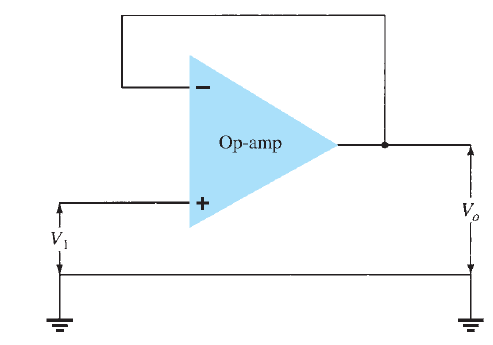 −
Op-amp
+
V₁
Vₒ